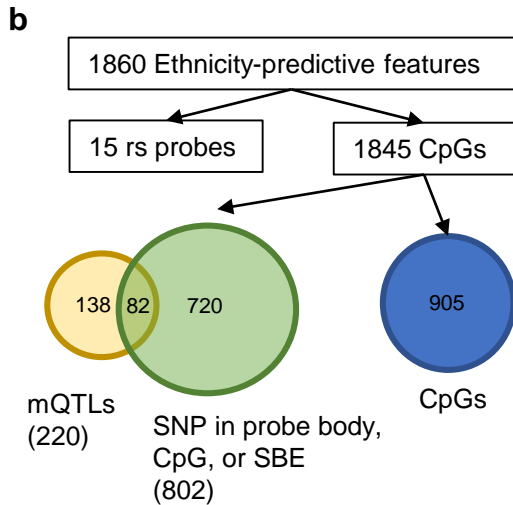 b
1860 Ethnicity-predictive features
15 rs probes
1845 CpGs
138
82
720
905
mQTLs
(220)
SNP in probe body,
CpG, or SBE
(802)
CpGs